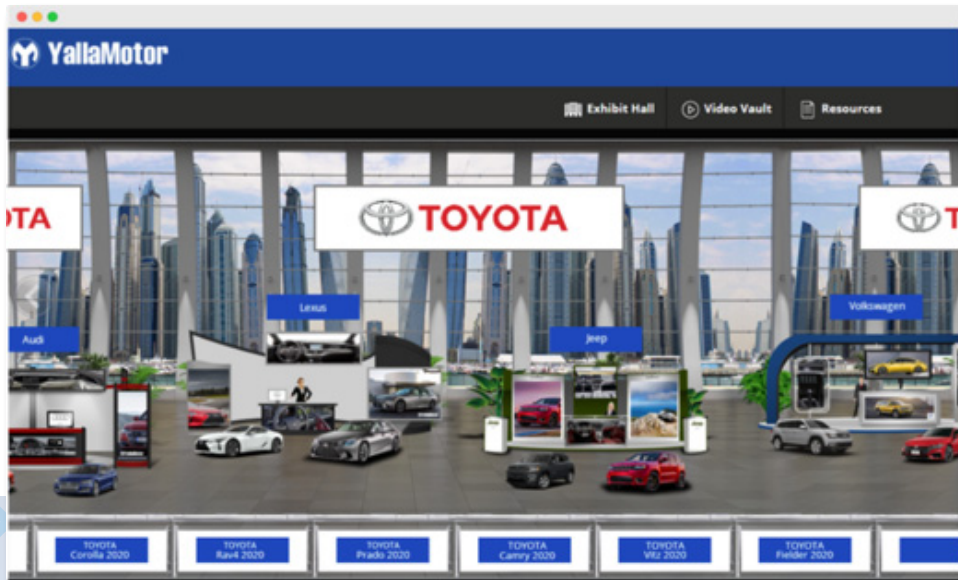 YallaMotor
Exhibit Hall
Video Vault
Resources
OTA
TOYOTA
T
Audi
Lexus
Jeep
Volkswagen
TOYOTA
Corolla 2020
TOYOTA
Rav4 2020
TOYOTA
Prado 2020
TOYOTA
Camry 2020
TOYOTA
Vitz 2020
TOYOTA
Fielder 2020